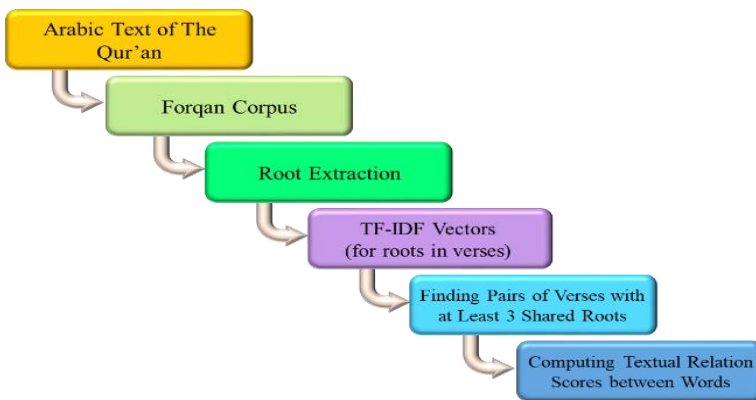 Arabic Text of The
Qur’an
Forqan Corpus
Root Extraction
TF-IDF Vectors
(for roots in verses)
Finding Pairs of Verses with
at Least 3 Shared Roots
Computing Textual Relation
Scores between Words